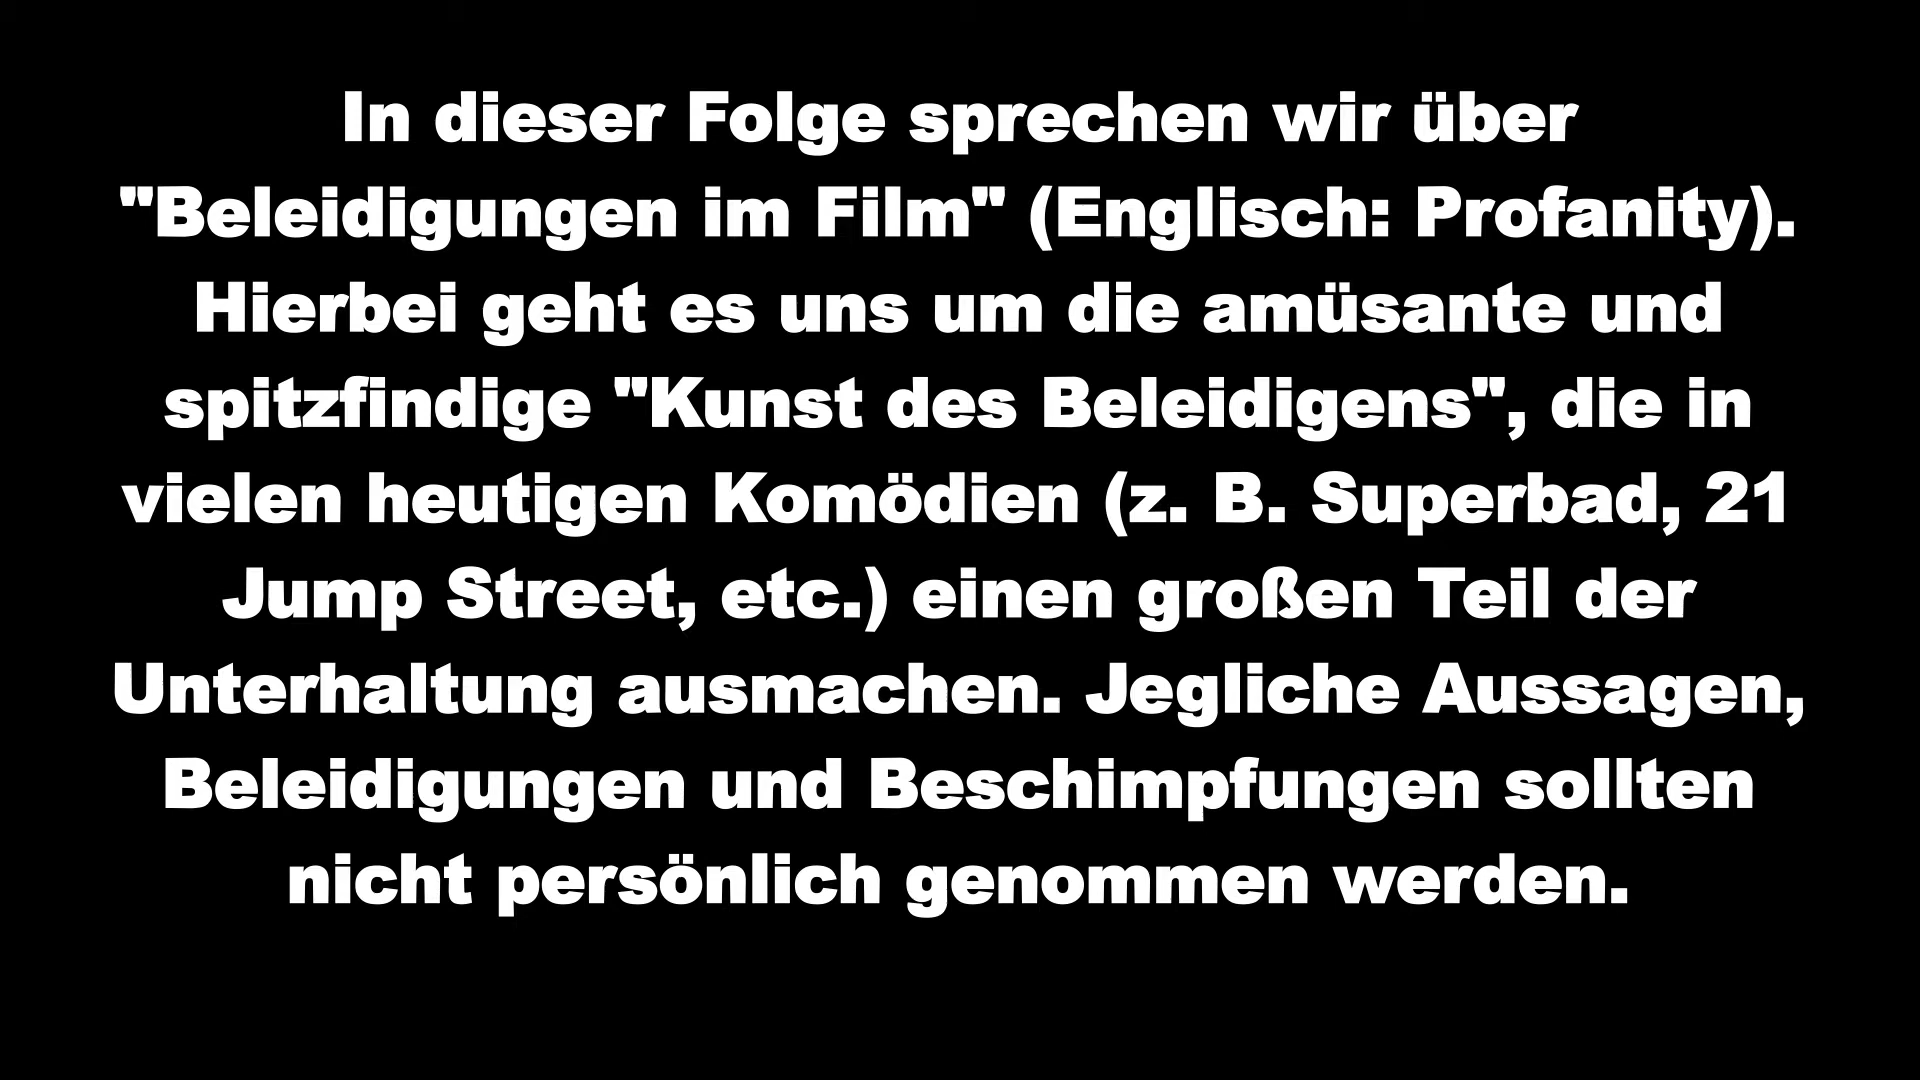 In dieser Folge sprechen wir über
"Beleidigungen im Film" (Englisch: Profanity).
Hierbei geht es uns um die amüsante und
spitzfindige "Kunst des Beleidigens", die in
vielen heutigen Komödien (z. B. Superbad, 21
Jump Street, etc.) einen großen Teil der
Unterhaltung ausmachen. Jegliche Aussagen,
Beleidigungen und Beschimpfungen sollten
nicht persönlich genommen werden.